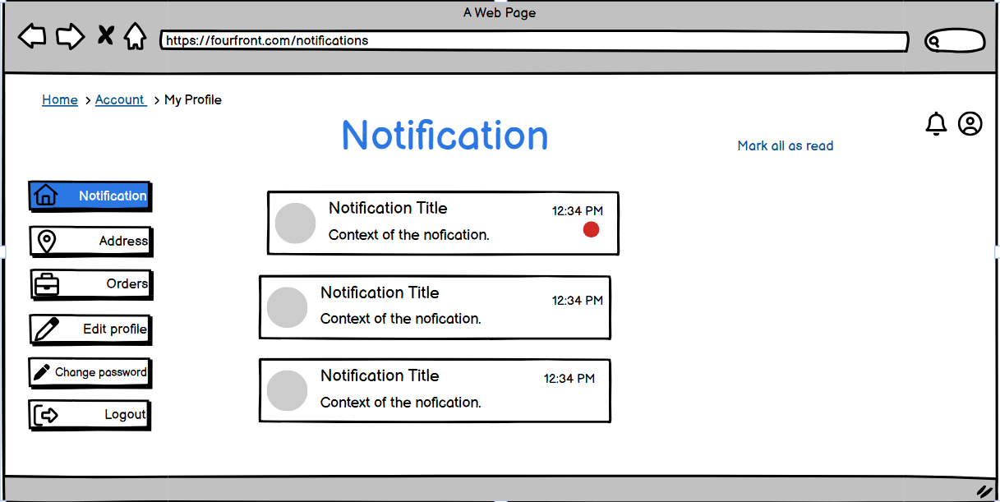 A Web Page
https://fourfront.com/notifications
Home > Account > My Profile
Notification
Mark all as read
Notification
Address
Orders
Edit profile
Change password
Logout
Notification Title
12:34 PM
Context of the nofication.
Notification Title
12:34 PM
Context of the nofication.
Notification Title
12:34 PM
Context of the nofication.